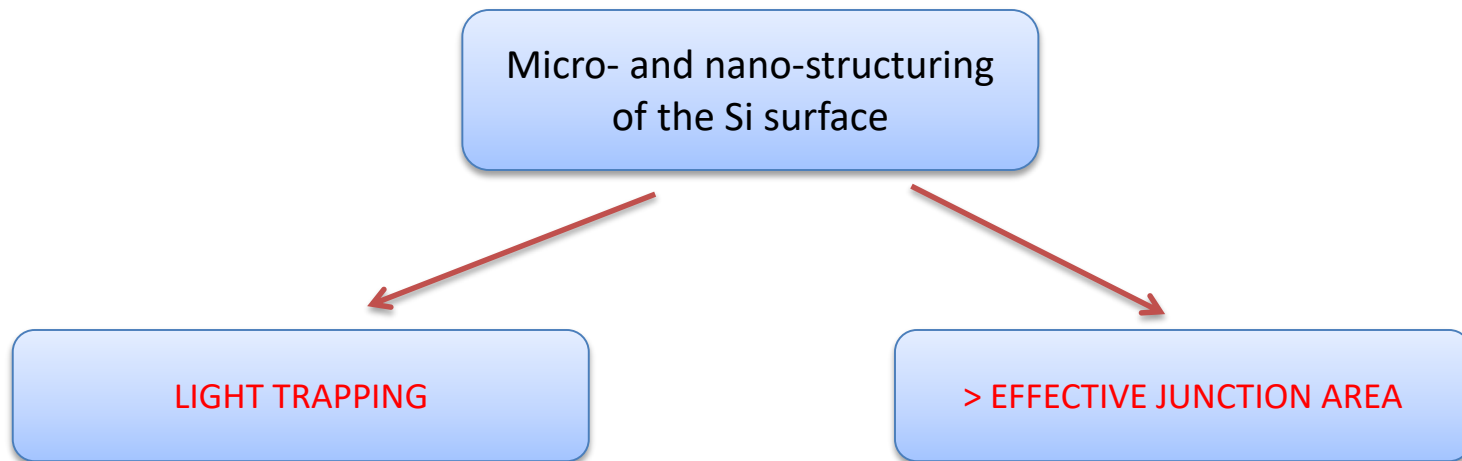 Micro- and nano-structuring
of the Si surface
LIGHT TRAPPING
> EFFECTIVE JUNCTION AREA